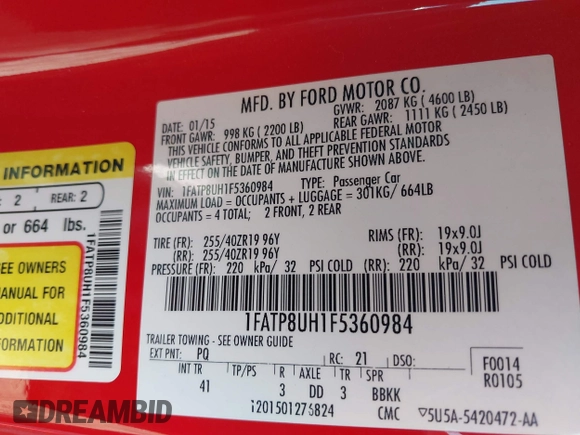 MFD. BY FORD MOTOR CO.
DATE: 01/15
GVWR: 2087 KG (4600 LB)
FRONT GAWR: 998 KG (2200 LB)
REAR GAWR: 1111 KG (2450 LB)
THIS VEHICLE CONFORMS TO ALL APPLICABLE FEDERAL MOTOR
VEHICLE SAFETY, BUMPER, AND THEFT PREVENTION STANDARDS
IN EFFECT ON THE DATE OF MANUFACTURE SHOWN ABOVE.
VIN: 1FATP8UH1F5360984 TYPE: Passenger Car
MAXIMUM LOAD = OCCUPANTS + LUGGAGE = 301KG/ 664LB
OCCUPANTS = 4 TOTAL; 2 FRONT, 2 REAR
TIRE (FR): 255/40ZR19 96Y RIMS (FR): 19x9.0J
(RR): 255/40ZR19 96Y (RR): 19x9.0J
PRESSURE (FR): 220 kPa/ 32 PSI COLD (RR): 220 kPa/ 32 PSI COLD
1FATP8UH1F5360984
TRAILER TOWING - SEE OWNER GUIDE
EXT PNT: PQ RC: 21 DSO:
F0014
R0105
INT TR TP/PS R AXLE TR SPR
41 3 DD 3 BBKK
CMC
▽5U5A-5420472-AA
INFORMATION
2 REAR: 2
or 664 lbs.
SEE OWNERS
MANUAL FOR
ADDITIONAL
INFORMATION
1FATP8UH1F5360984
DREAMBID